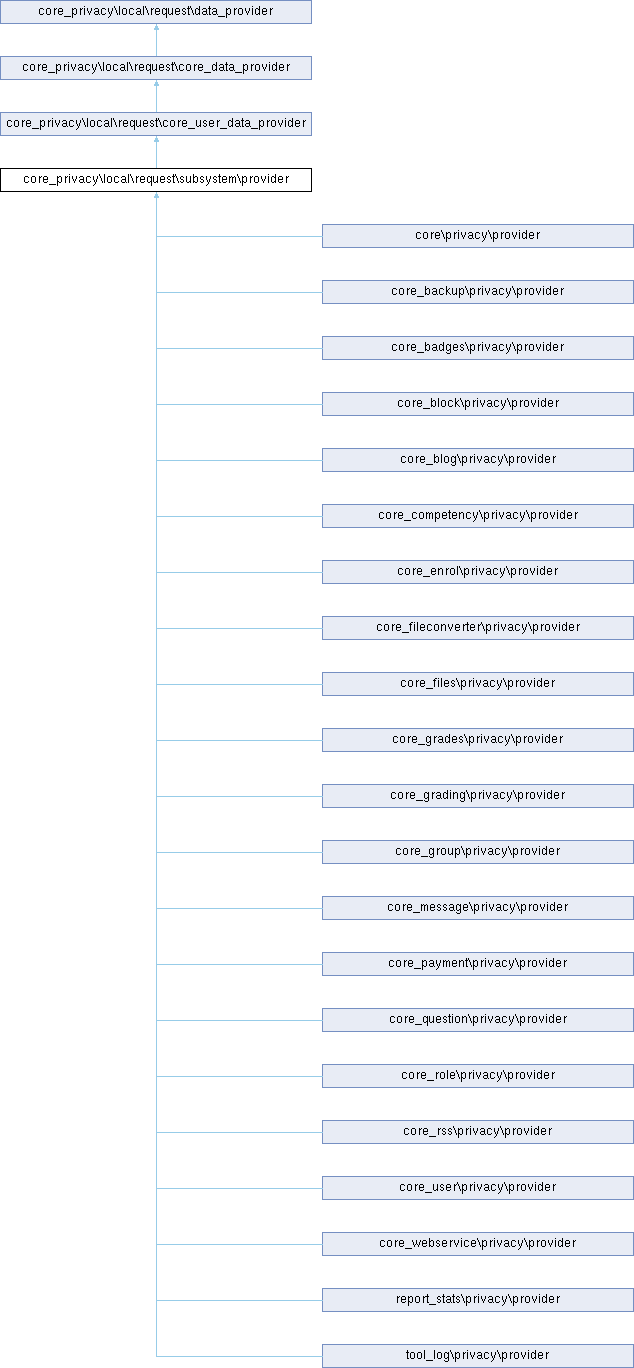 core_privacy\local\request\data_provider
core_privacy\local\request\core_data_provider
core_privacy\local\request\core_user_data_provider
core_privacy\local\request\subsystem\provider
core\privacy\provider
core_backup\privacy\provider
core_badges\privacy\provider
core_block\privacy\provider
core_blog\privacy\provider
core_competency\privacy\provider
core_enrol\privacy\provider
core_fileconverter\privacy\provider
core_files\privacy\provider
core_grades\privacy\provider
core_grading\privacy\provider
core_group\privacy\provider
core_message\privacy\provider
core_payment\privacy\provider
core_question\privacy\provider
core_role\privacy\provider
core_rss\privacy\provider
core_user\privacy\provider
core_webservice\privacy\provider
report_stats\privacy\provider
tool_log\privacy\provider